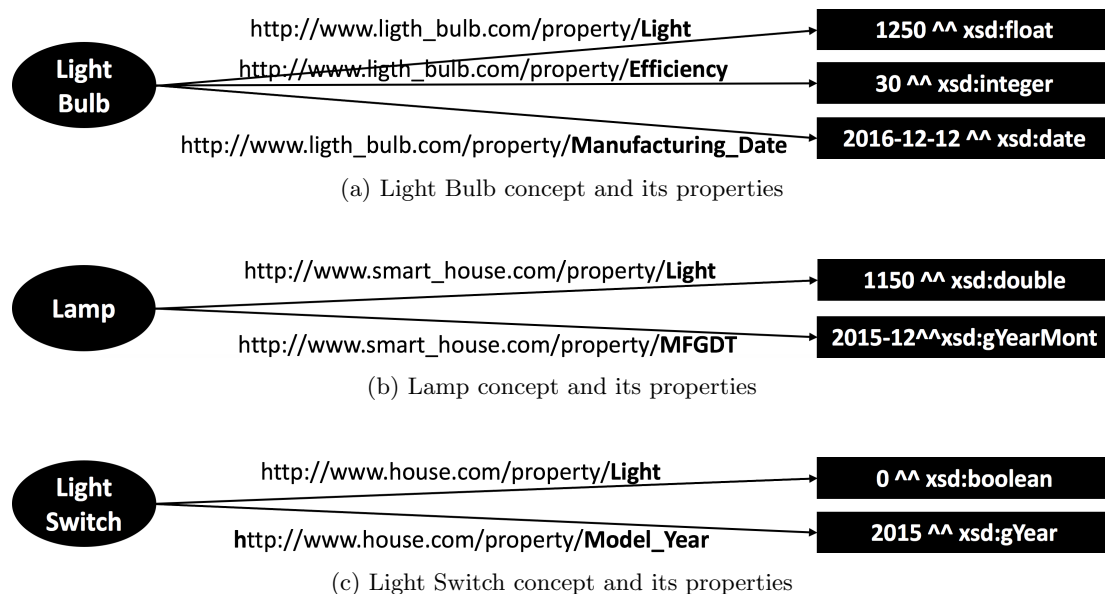 Light
Bulb
http://www.ligth_bulb.com/property/Light
1250 ^^ xsd:float
http://www.ligth_bulb.com/property/Efficiency
30 ^^ xsd:integer
http://www.ligth_bulb.com/property/Manufacturing_Date
2016-12-12 ^^ xsd:date
(a) Light Bulb concept and its properties
Lamp
http://www.smart_house.com/property/Light
1150 ^^ xsd:double
http://www.smart_house.com/property/MFGDT
2015-12^^xsd:gYearMont
(b) Lamp concept and its properties
Light
Switch
http://www.house.com/property/Light
0 ^^ xsd:boolean
http://www.house.com/property/Model_Year
2015 ^^ xsd:gYear
(c) Light Switch concept and its properties